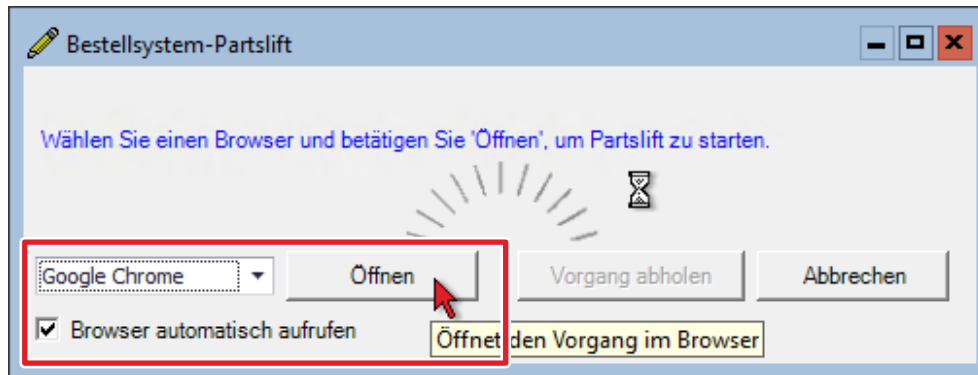 Bestellsystem-Partslift
Wählen Sie einen Browser und betätigen Sie 'Öffnen', um Partslift zu starten.
Google Chrome Öffnen Vorgang abholen Abbrechen
Browser automatisch aufrufen
Öffnet den Vorgang im Browser